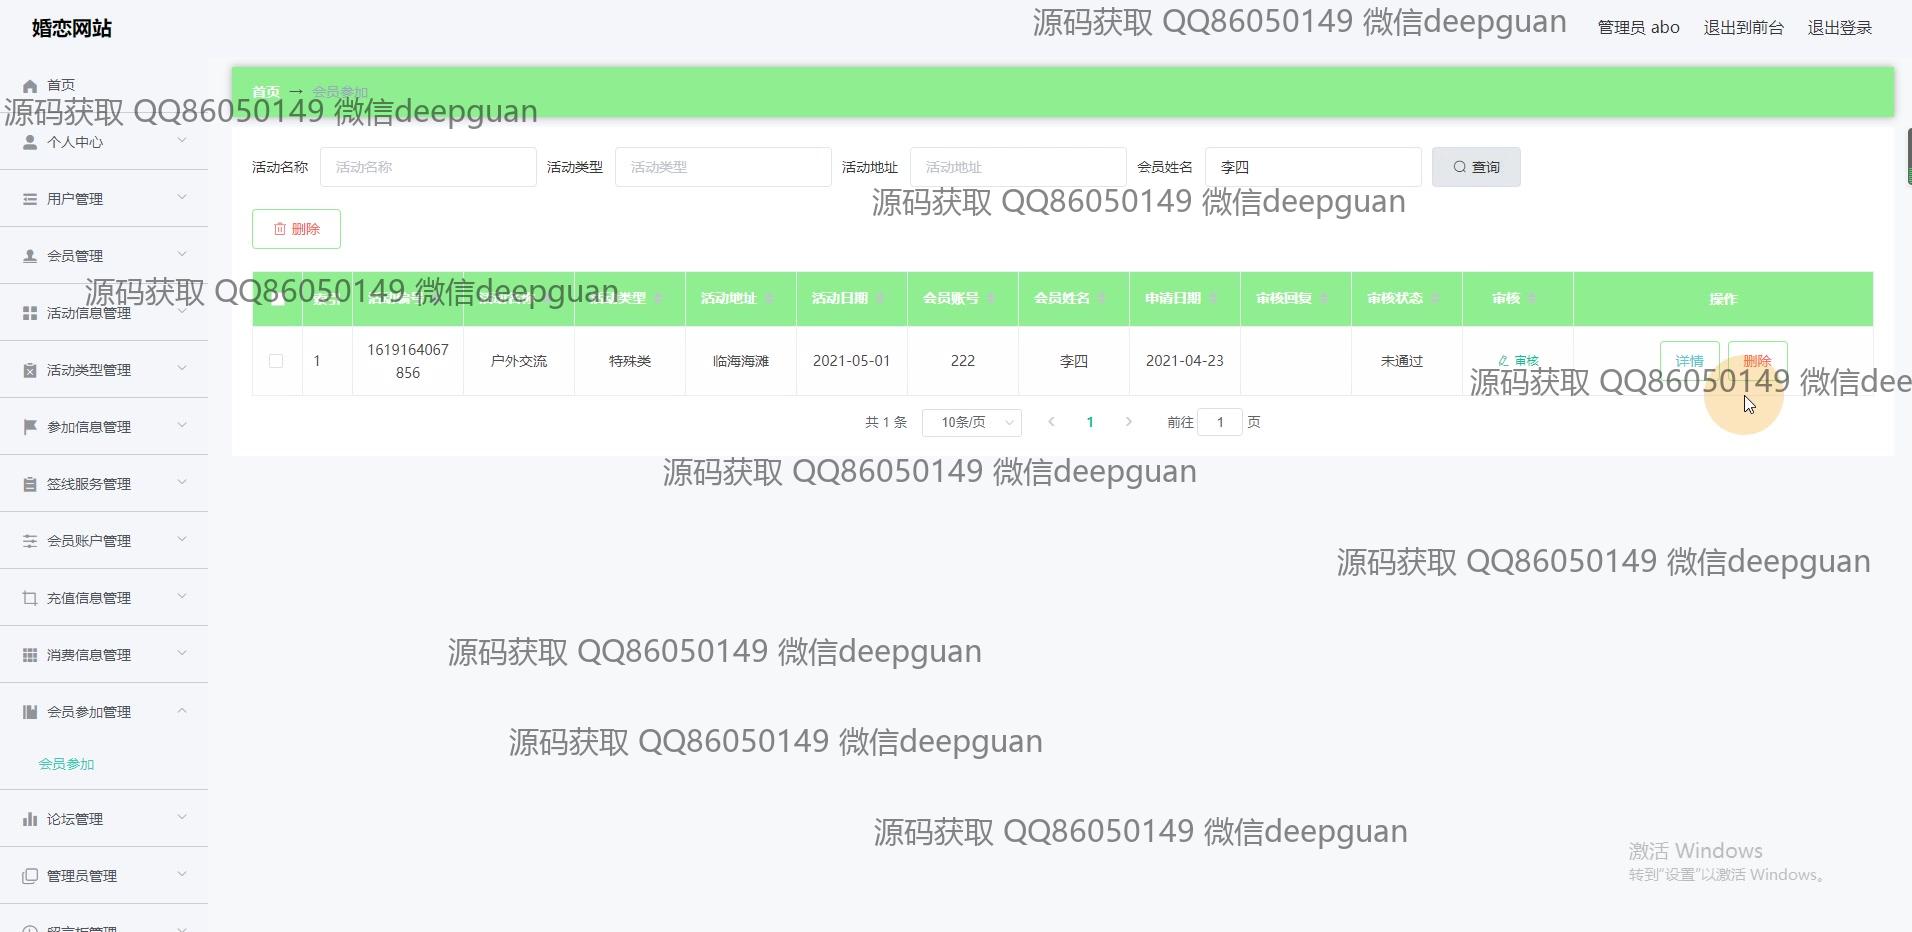 婚恋网站
源码获取 QQ86050149 微信deepguan
管理员 abo 退出到前台 退出登录
首页
首页 → 会员参加
源码获取 QQ86050149 微信deepguan
个人中心
活动名称 活动名称 活动类型 活动类型 活动地址 活动地址 会员姓名 李四 查询
用户管理
源码获取 QQ86050149 微信deepguan
删除
会员管理
源码获取 QQ86050149 微信deepguan
类型 活动地址 活动日期 会员账号 会员姓名 申请日期 审核回复 审核状态 审核 操作
活动信息管理
1 1619164067856 户外交流 特殊类 临海海滩 2021-05-01 222 李四 2021-04-23 未通过 审核 详情 删除
活动类型管理
源码获取 QQ86050149 微信dee
共 1 条 10条/页 1 前往 1 页
参加信息管理
源码获取 QQ86050149 微信deepguan
签线服务管理
会员账户管理
源码获取 QQ86050149 微信deepguan
充值信息管理
消费信息管理
源码获取 QQ86050149 微信deepguan
会员参加管理
源码获取 QQ86050149 微信deepguan
会员参加
论坛管理
源码获取 QQ86050149 微信deepguan
激活 Windows
转到“设置”以激活 Windows。
管理员管理